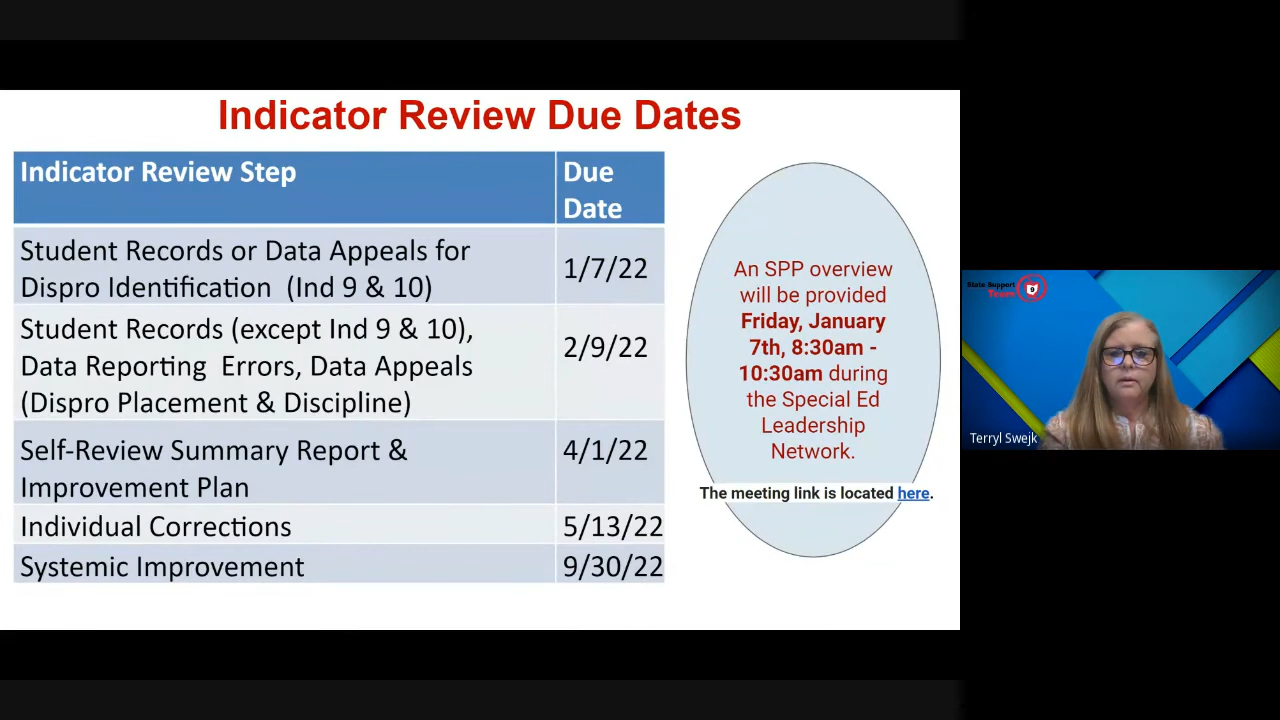 Indicator Review Due Dates
Indicator Review Step
Due
Date
Student Records or Data Appeals for
Dispro Identification (Ind 9 & 10)
1/7/22
Student Records (except Ind 9 & 10),
Data Reporting Errors, Data Appeals
(Dispro Placement & Discipline)
2/9/22
Self-Review Summary Report &
Improvement Plan
4/1/22
Individual Corrections
5/13/22
Systemic Improvement
9/30/22
An SPP overview
will be provided
Friday, January
7th, 8:30am -
10:30am during
the Special Ed
Leadership
Network.
The meeting link is located here.
State Support
Team
9
Terryl Swejk